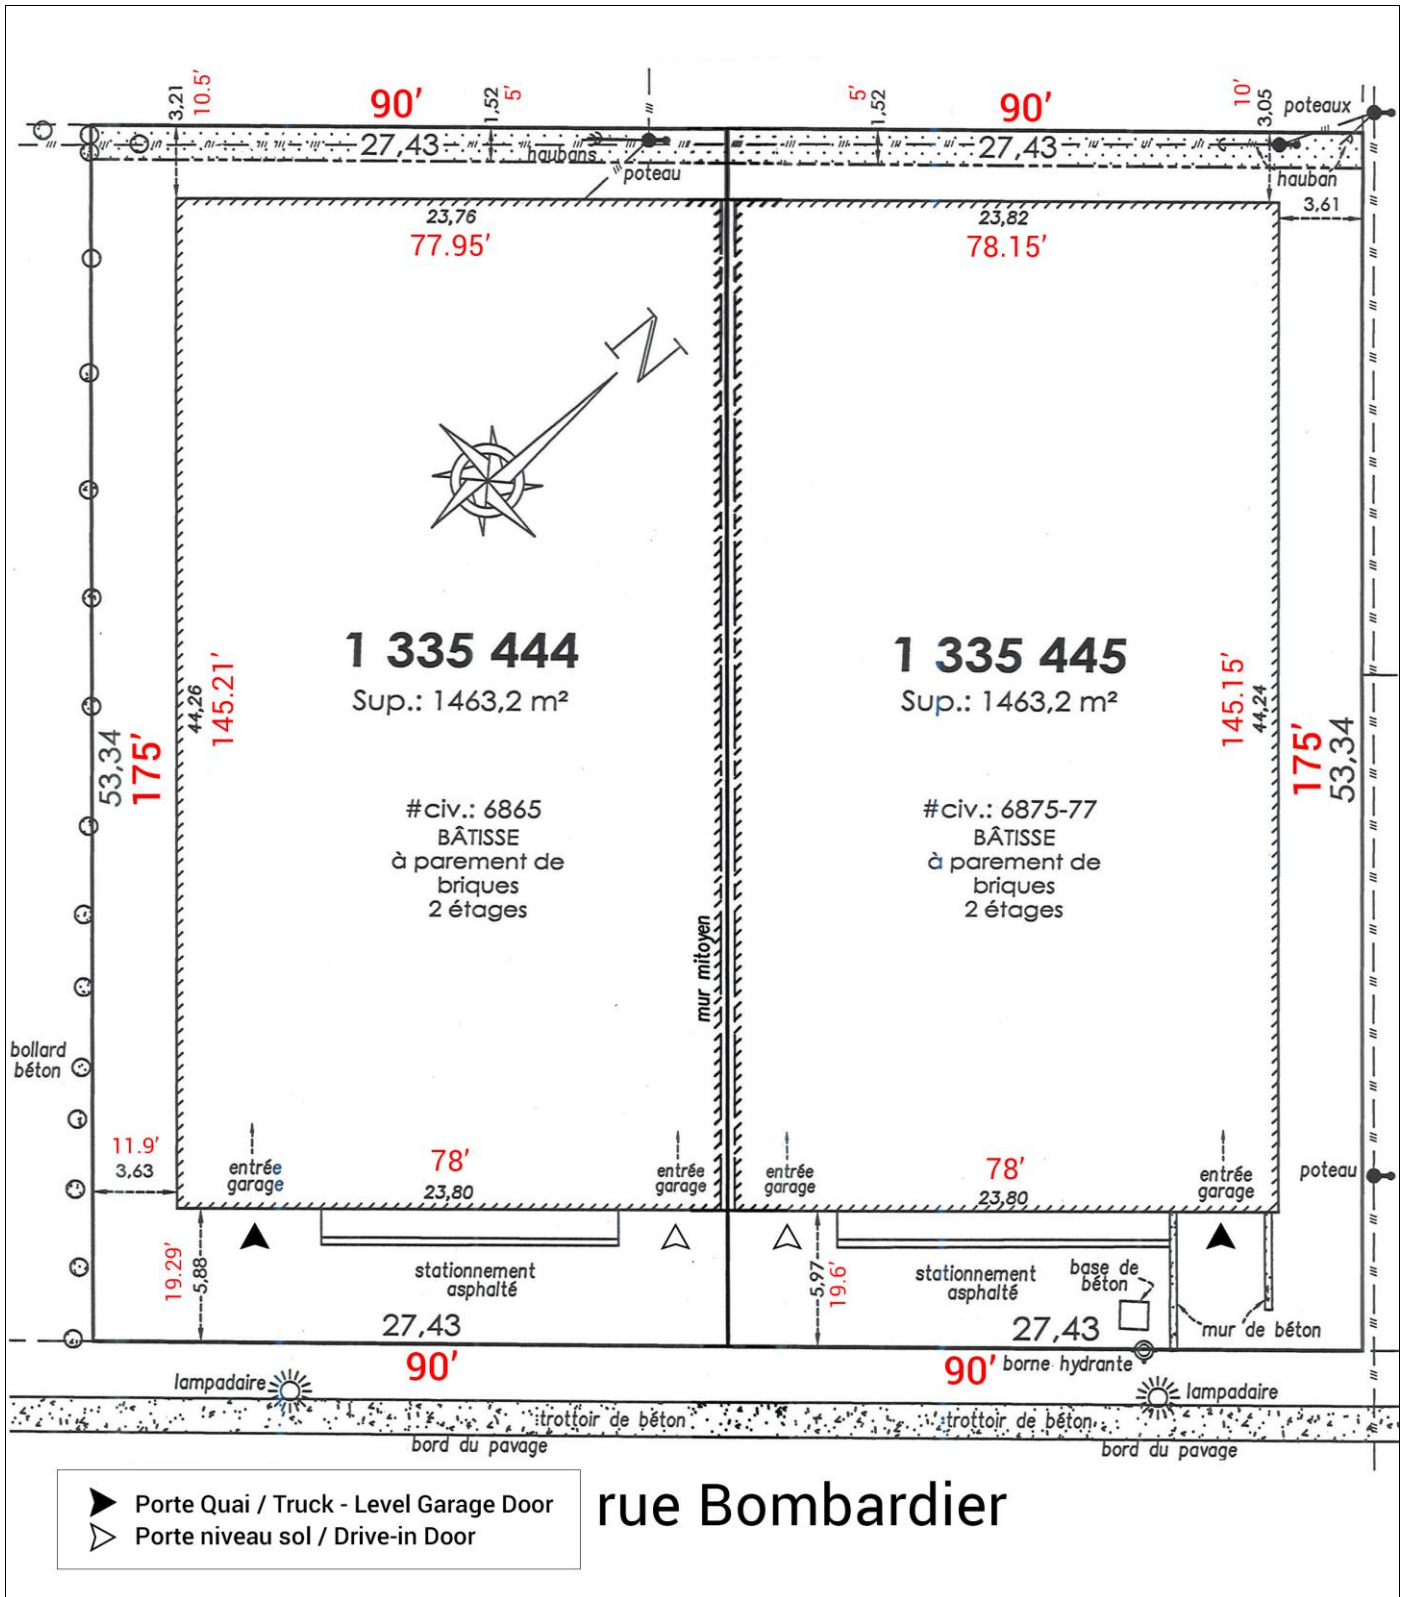 3,21
10.5'
90'
1,52
5'
5'
1,52
90'
10'
3,05
poteaux
27,43
haubans
poteau
27,43
hauban
3,61
23,76
77.95'
23,82
78.15'
N
1 335 444
Sup.: 1463,2 m²
1 335 445
Sup.: 1463,2 m²
53,34
175'
44,26
145.21'
145.15'
44,24
175'
53,34
#civ.: 6865
BÂTISSE
à parement de
briques
2 étages
#civ.: 6875-77
BÂTISSE
à parement de
briques
2 étages
mur mitoyen
bollard
béton
11.9'
3,63
entrée
garage
78'
23,80
entrée
garage
entrée
garage
78'
23,80
entrée
garage
poteau
19.29'
5,88
stationnement
asphalté
5,97
19.6'
stationnement
asphalté
base de
béton
mur de béton
27,43
90'
27,43
90'
borne hydrante
lampadaire
lampadaire
trottoir de béton
trottoir de béton
bord du pavage
bord du pavage
Porte Quai / Truck - Level Garage Door
Porte niveau sol / Drive-in Door
rue Bombardier